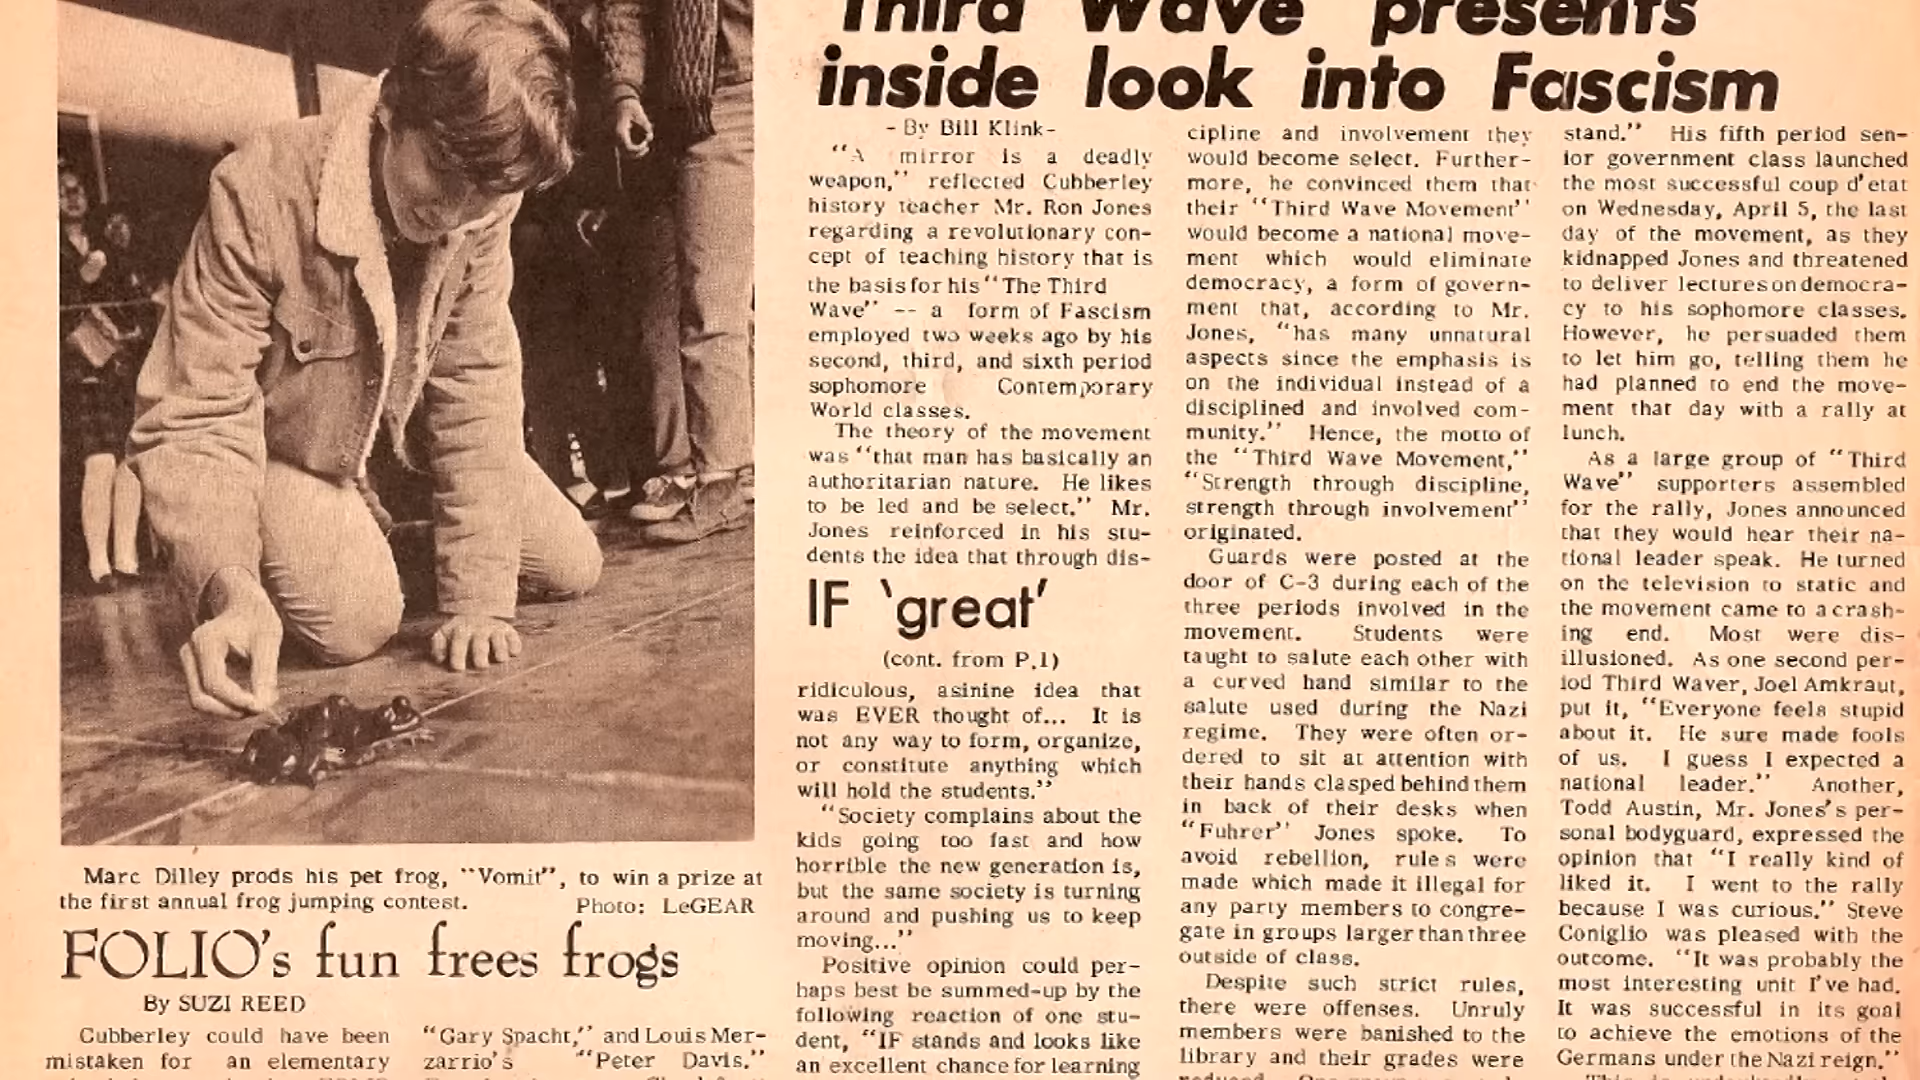 Third Wave presents
inside look into Fascism
- By Bill Klink-
"A mirror is a deadly
weapon," reflected Cubberley
history teacher Mr. Ron Jones
regarding a revolutionary con-
cept of teaching history that is
the basis for his "The Third
Wave" -- a form of Fascism
employed two weeks ago by his
second, third, and sixth period
sophomore Contemporary
World classes.
The theory of the movement
was "that man has basically an
authoritarian nature. He likes
to be led and be select." Mr.
Jones reinforced in his stu-
dents the idea that through dis-
cipline and involvement they
would become select. Further-
more, he convinced them that
their "Third Wave Movement"
would become a national move-
ment which would eliminate
democracy, a form of govern-
ment that, according to Mr.
Jones, "has many unnatural
aspects since the emphasis is
on the individual instead of a
disciplined and involved com-
munity." Hence, the motto of
the "Third Wave Movement,"
"Strength through discipline,
strength through involvement"
originated.
Guards were posted at the
door of C-3 during each of the
three periods involved in the
movement. Students were
taught to salute each other with
a curved hand similar to the
salute used during the Nazi
regime. They were often or-
dered to sit at attention with
their hands clasped behind them
in back of their desks when
"Fuhrer" Jones spoke. To
avoid rebellion, rules were
made which made it illegal for
any party members to congre-
gate in groups larger than three
outside of class.
Despite such strict rules,
there were offenses. Unruly
members were banished to the
library and their grades were
stand." His fifth period sen-
ior government class launched
the most successful coup d'etat
on Wednesday, April 5, the last
day of the movement, as they
kidnapped Jones and threatened
to deliver lectures on democra-
cy to his sophomore classes.
However, he persuaded them
to let him go, telling them he
had planned to end the move-
ment that day with a rally at
lunch.
As a large group of "Third
Wave" supporters assembled
for the rally, Jones announced
that they would hear their na-
tional leader speak. He turned
on the television to static and
the movement came to a crash-
ing end. Most were dis-
illusioned. As one second per-
iod Third Waver, Joel Amkraut,
put it, "Everyone feels stupid
about it. He sure made fools
of us. I guess I expected a
national leader." Another,
Todd Austin, Mr. Jones's per-
sonal bodyguard, expressed the
opinion that "I really kind of
liked it. I went to the rally
because I was curious." Steve
Coniglio was pleased with the
outcome. "It was probably the
most interesting unit I've had.
It was successful in its goal
to achieve the emotions of the
Germans under the Nazi reign."
IF 'great'
(cont. from P.1)
ridiculous, asinine idea that
was EVER thought of... It is
not any way to form, organize,
or constitute anything which
will hold the students."
"Society complains about the
kids going too fast and how
horrible the new generation is,
but the same society is turning
around and pushing us to keep
moving..."
Positive opinion could per-
haps best be summed-up by the
following reaction of one stu-
dent, "IF stands and looks like
an excellent chance for learning
Marc Dilley prods his pet frog, "Vomit", to win a prize at
the first annual frog jumping contest. Photo: LeGEAR
FOLIO's fun frees frogs
By SUZI REED
Cubberley could have been
mistaken for an elementary
"Gary Spacht," and Louis Mer-
zarrio's "Peter Davis."